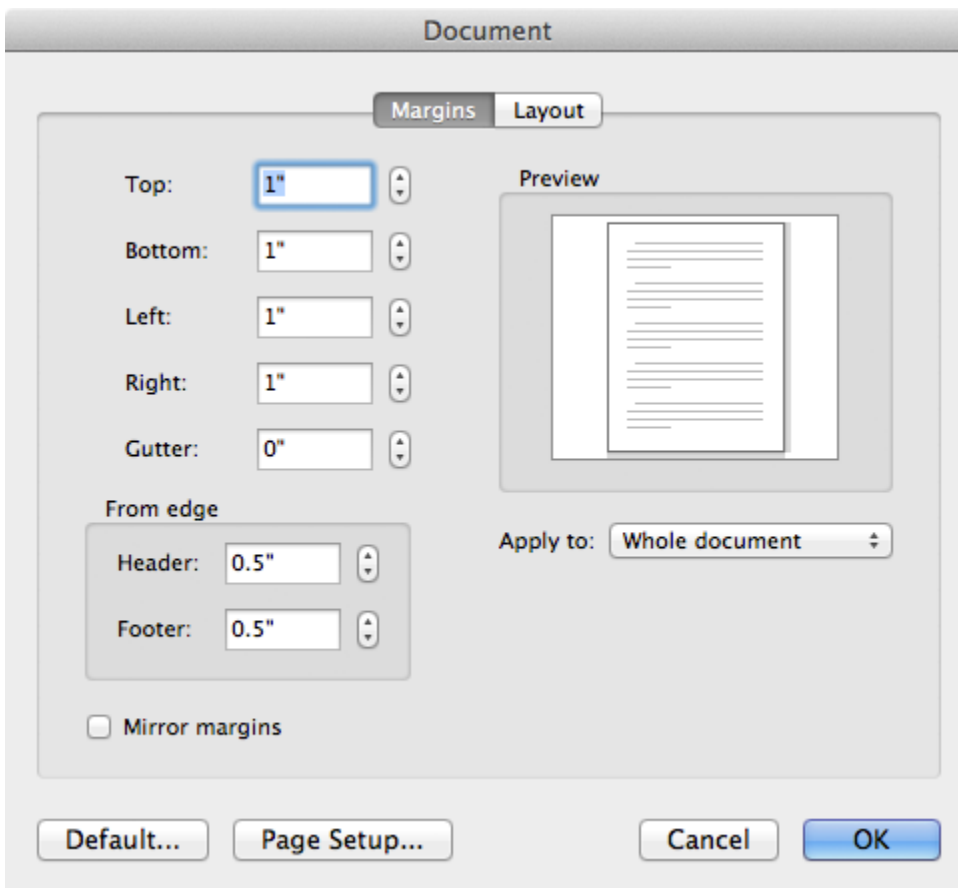 Document
Margins Layout
Top: 1"
Preview
Bottom: 1"
Left: 1"
Right: 1"
Gutter: 0"
From edge
Header: 0.5"
Apply to: Whole document
Footer: 0.5"
Mirror margins
Default... Page Setup... Cancel OK